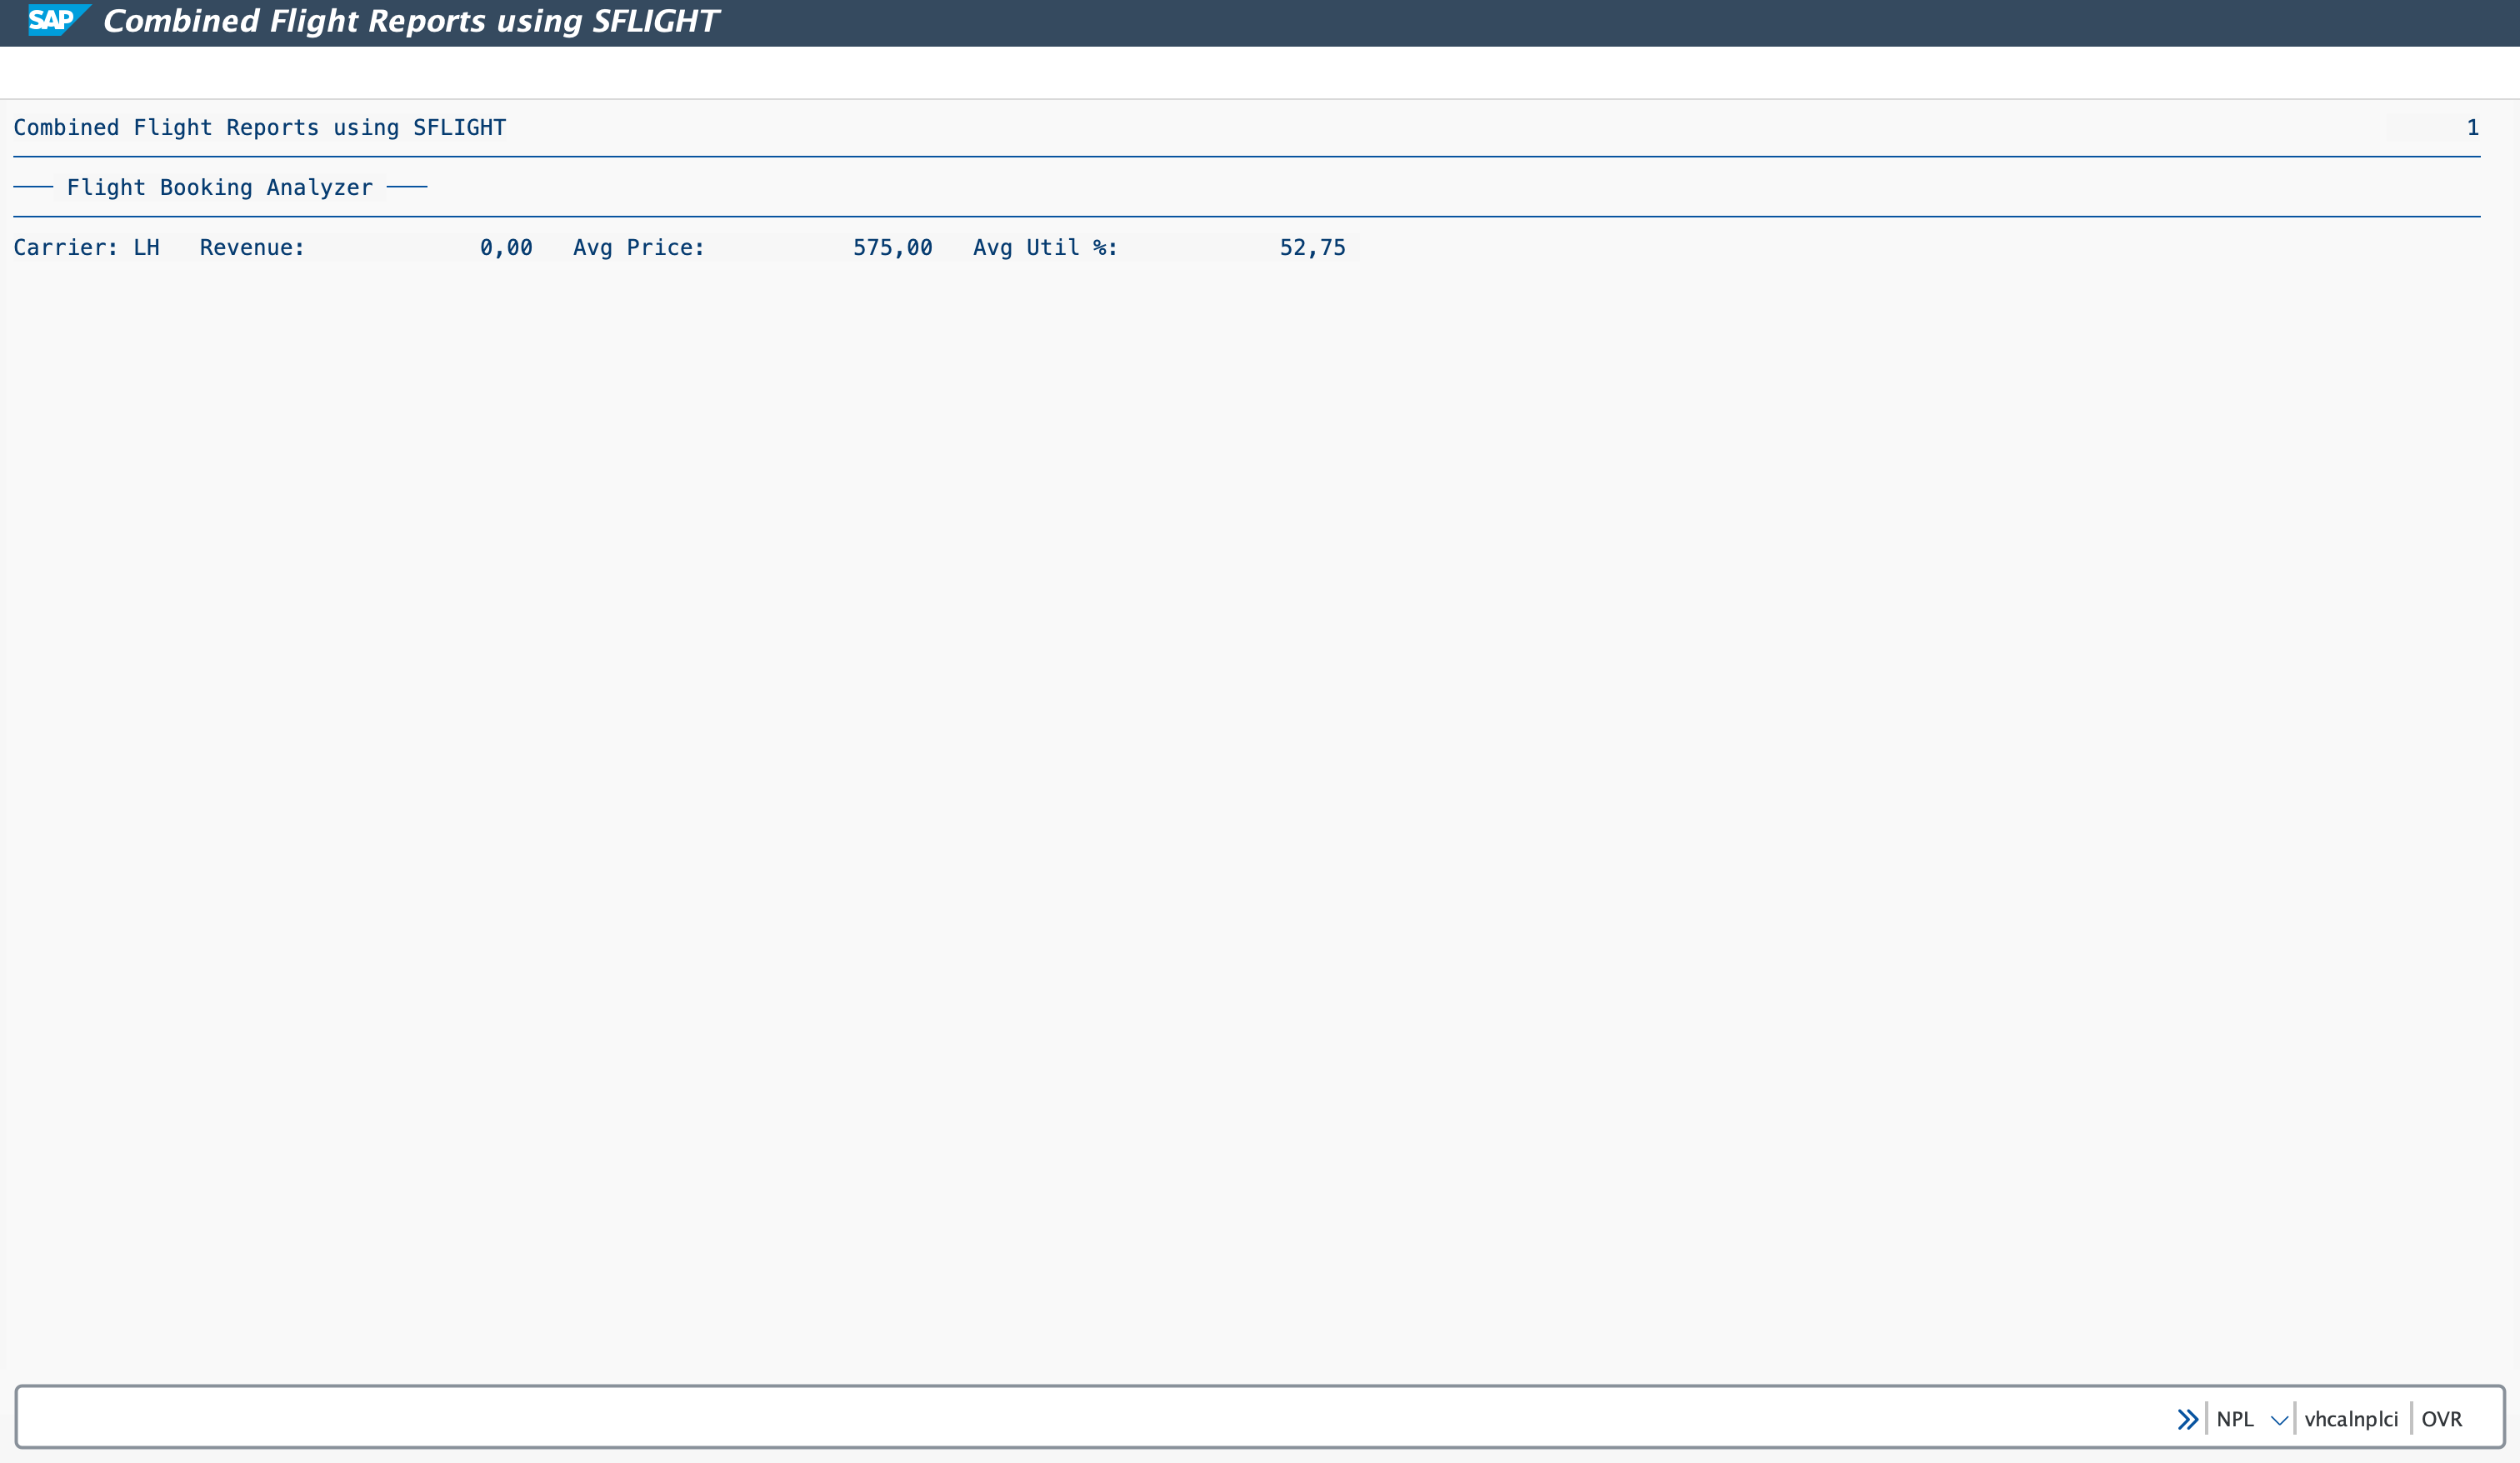 SAP Combined Flight Reports using SFLIGHT
Combined Flight Reports using SFLIGHT 1
Flight Booking Analyzer
Carrier: LH Revenue: 0,00 Avg Price: 575,00 Avg Util %: 52,75
NPL vhcalnplci OVR